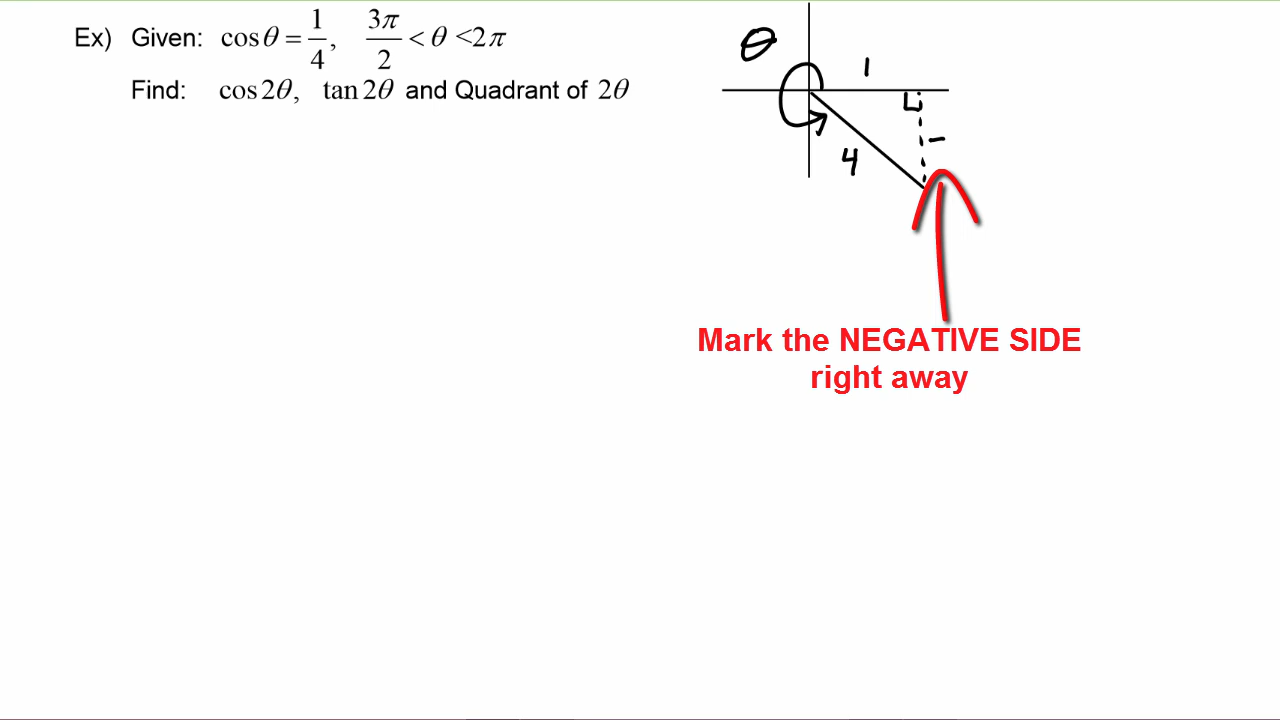 Ex) Given: cos θ = 1/4, 3π/2 < θ < 2π
Find: cos 2θ, tan 2θ and Quadrant of 2θ
θ
1
4
−
Mark the NEGATIVE SIDE
right away